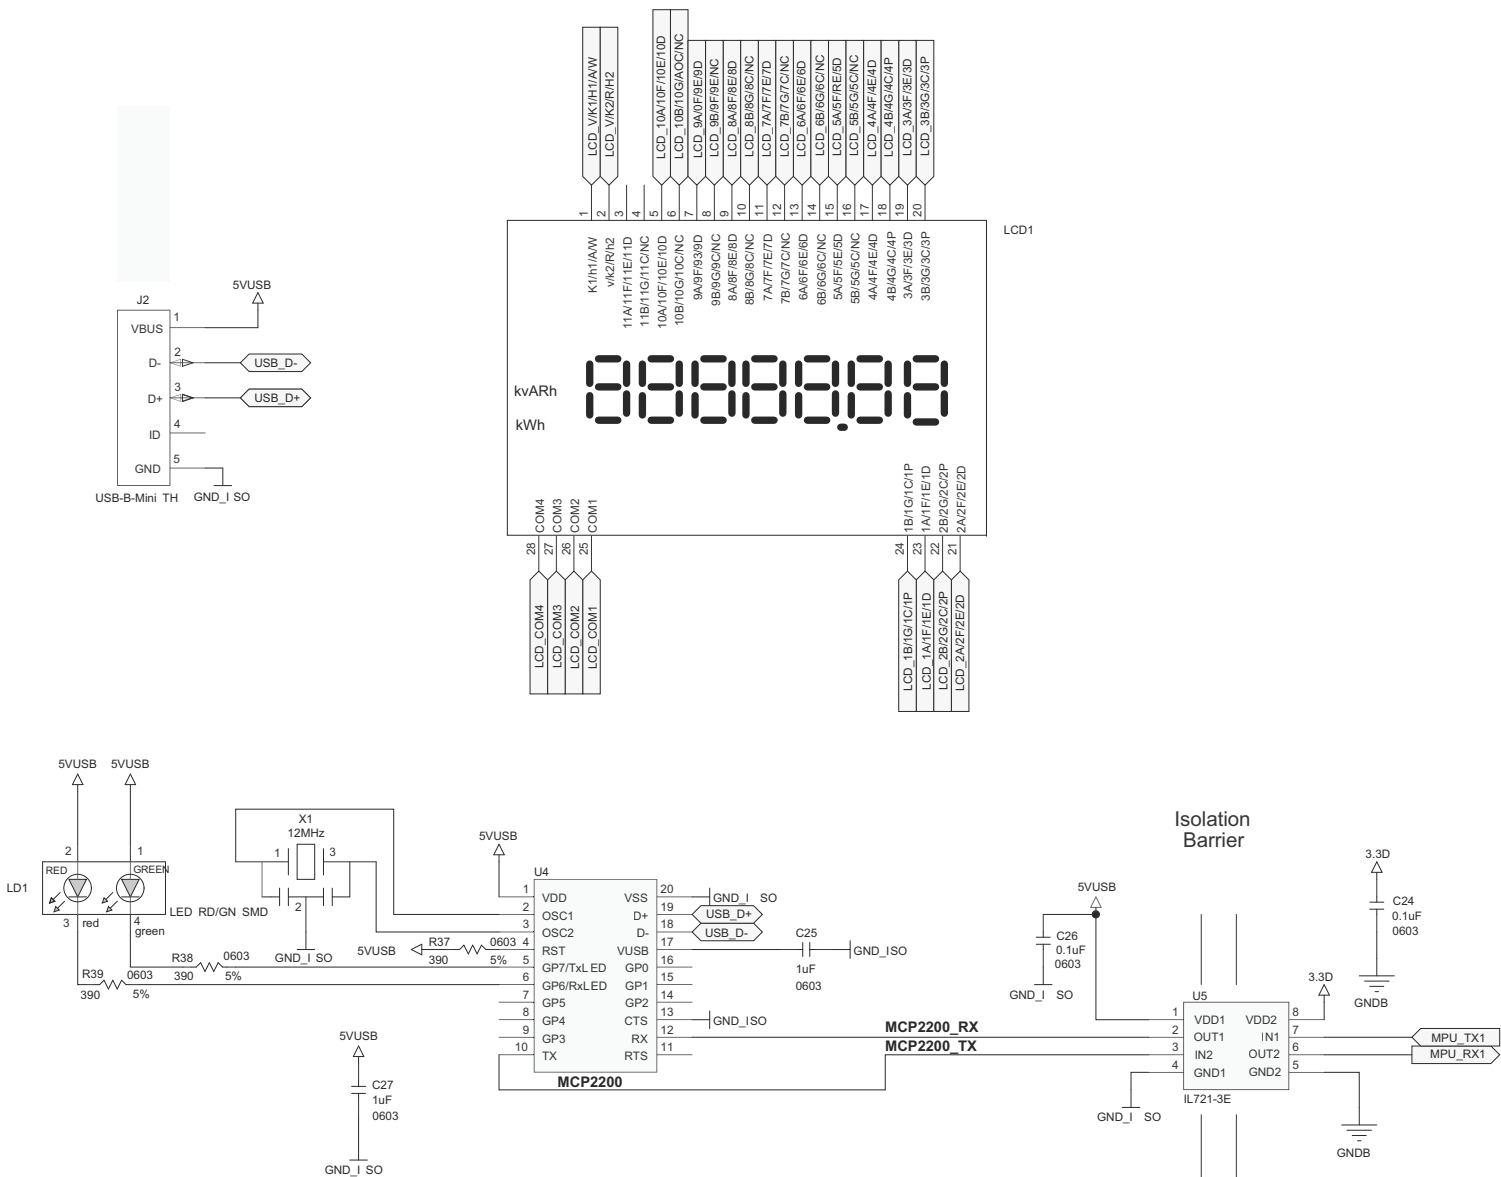 LCD_V/K1/H1/A/W
LCD_V/K2/R/H2
LCD_10A/10F/10E/10D
LCD_10B/10G/AOC/NC
LCD_9A/0F/9E/9D
LCD_9B/9F/9E/NC
LCD_8A/8F/8E/8D
LCD_8B/8G/8C/NC
LCD_7A/7F/7E/7D
LCD_7B/7G/7C/NC
LCD_6A/6F/6E/6D
LCD_6B/6G/6C/NC
LCD_5A/5F/RE/5D
LCD_5B/5G/5C/NC
LCD_4A/4F/4E/4D
LCD_4B/4G/4C/4P
LCD_3A/3F/3E/3D
LCD_3B/3G/3C/3P
1
2
3
4
5
6
7
8
9
10
11
12
13
14
15
16
17
18
19
20
LCD1
K1/h1/A/W
v/k2/R/h2
11A/11F/11E/11D
11B/11G/11C/NC
10A/10F/10E/10D
10B/10G/10C/NC
9A/9F/93/9D
9B/9G/9C/NC
8A/8F/8E/8D
8B/8G/8C/NC
7A/7F/7E/7D
7B/7G/7C/NC
6A/6F/6E/6D
6B/6G/6C/NC
5A/5F/5E/5D
5B/5G/5C/NC
4A/4F/4E/4D
4B/4G/4C/4P
3A/3F/3E/3D
3B/3G/3C/3P
kvARh
kWh
8888888.8
COM4
COM3
COM2
COM1
1B/1G/1C/1P
1A/1F/1E/1D
2B/2G/2C/2P
2A/2F/2E/2D
28
27
26
25
24
23
22
21
LCD_COM4
LCD_COM3
LCD_COM2
LCD_COM1
LCD_1B/1G/1C/1P
LCD_1A/1F/1E/1D
LCD_2B/2G/2C/2P
LCD_2A/2F/2E/2D
5VUSB
J2
VBUS 1
D- 2 USB_D-
D+ 3 USB_D+
ID 4
GND 5
USB-B-Mini TH
GND_I SO
5VUSB
5VUSB
2
1
RED
GREEN
LD1
LED RD/GN SMD
3 red
4
green
R39
390
0603
5%
R38
390
0603
5%
X1
12MHz
1
3
2
GND_I SO
5VUSB
5VUSB
R37
390
0603
5%
U4
1 VDD
2 OSC1
3 OSC2
4 RST
5 GP7/TxLED
6 GP6/RxLED
7 GP5
8 GP4
9 GP3
10 TX
VSS 20
D+ 19
D- 18
VUSB 17
GP0 16
GP1 15
GP2 14
CTS 13
RX 12
RTS 11
MCP2200
GND_I SO
USB_D+
USB_D-
C25
1uF
0603
GND_ISO
GND_ISO
MCP2200_RX
MCP2200_TX
5VUSB
C27
1uF
0603
GND_I SO
Isolation
Barrier
5VUSB
C26
0.1uF
0603
GND_I SO
3.3D
C24
0.1uF
0603
GNDB
3.3D
U5
1 VDD1 VDD2 8
2 OUT1 IN1 7
3 IN2 OUT2 6
4 GND1 GND2 5
IL721-3E
MPU_TX1
MPU_RX1
GND_I SO
GNDB